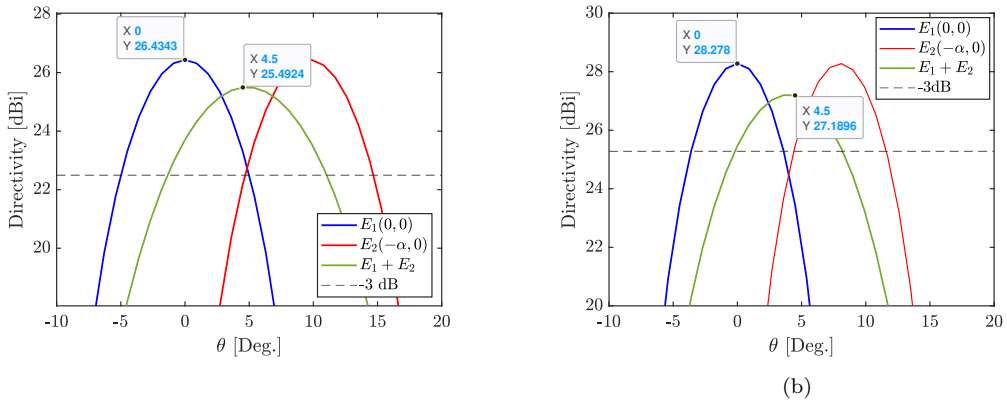 28
26
24
22
20
Directivity [dBi]
X 0
Y 26.4343
X 4.5
Y 25.4924
E₁(0, 0)
E₂(−α, 0)
E₁ + E₂
-3 dB
-10 -5 0 5 10 15 20
θ [Deg.]
30
28
26
24
22
20
Directivity [dBi]
X 0
Y 28.278
X 4.5
Y 27.1896
E₁(0, 0)
E₂(−α, 0)
E₁ + E₂
-3dB
-10 -5 0 5 10 15 20
θ [Deg.]
(b)